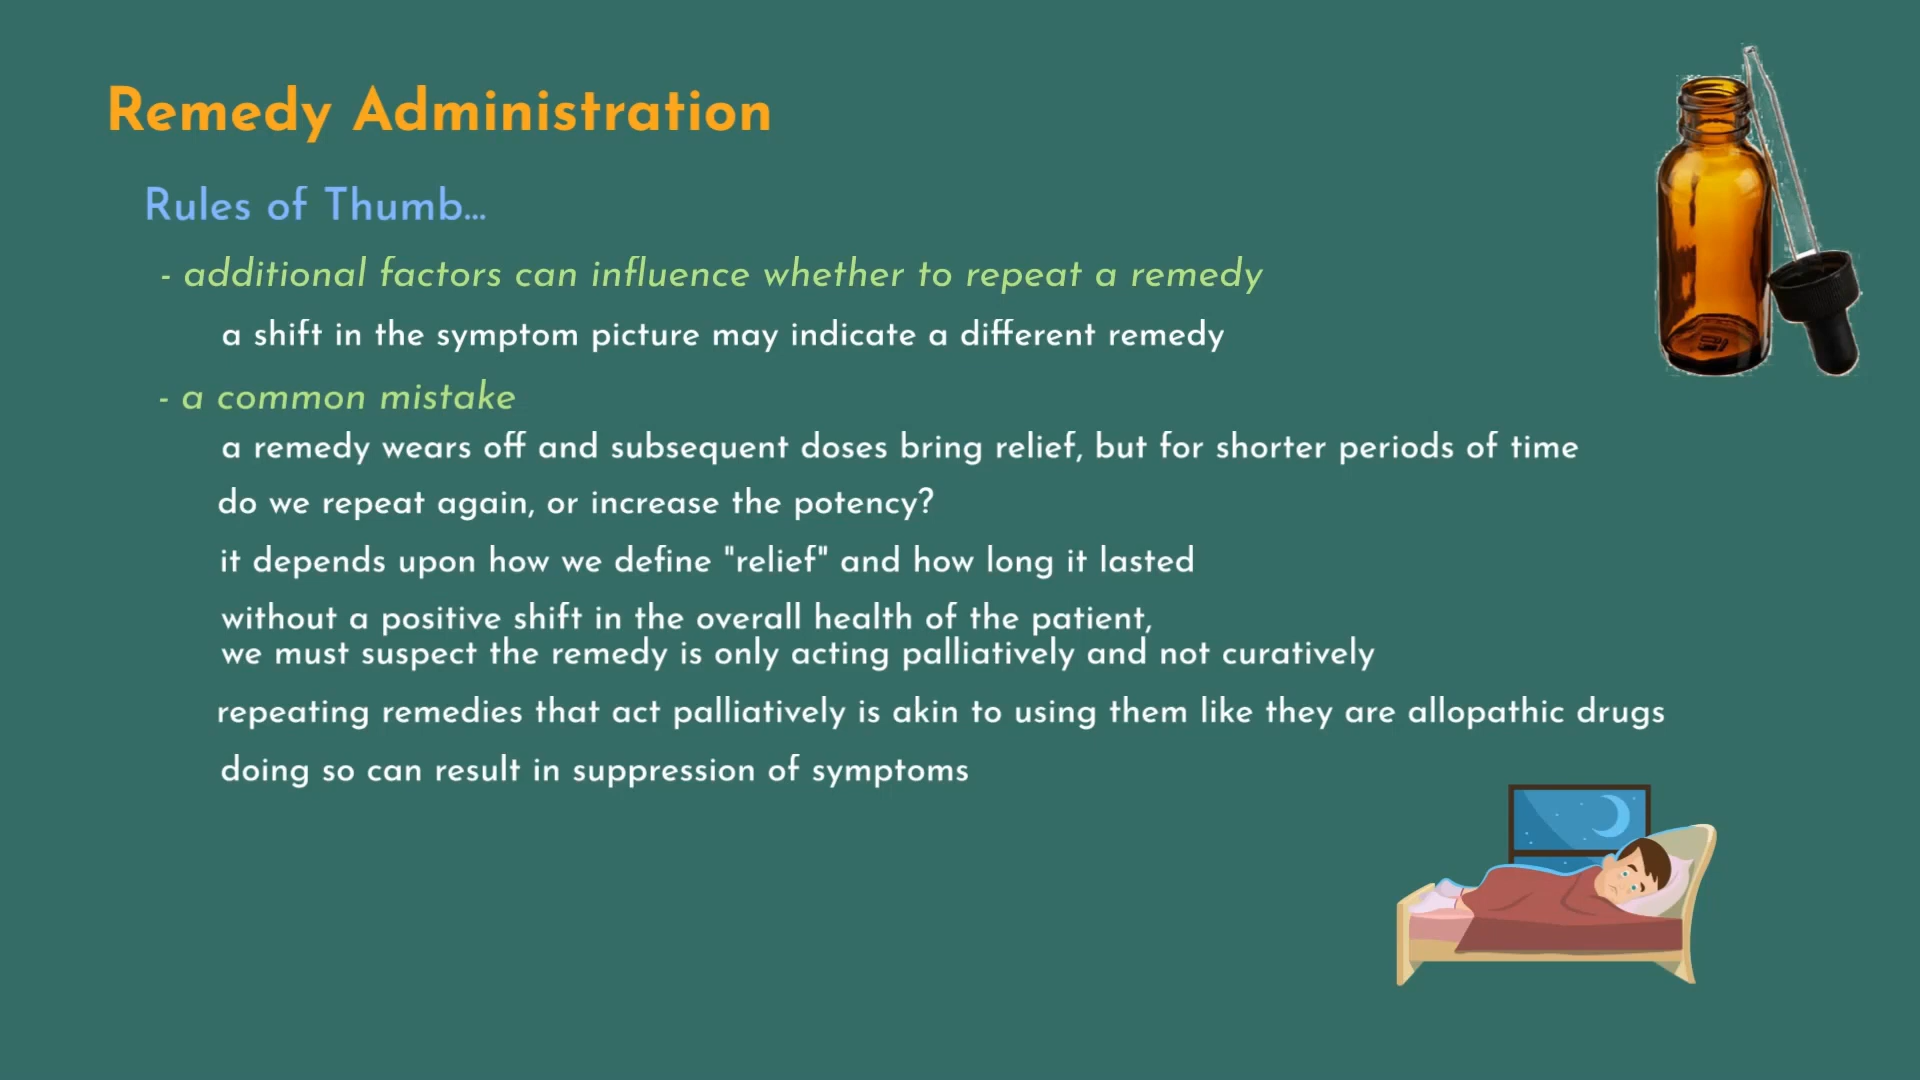 Remedy Administration
Rules of Thumb...
- additional factors can influence whether to repeat a remedy
a shift in the symptom picture may indicate a different remedy
- a common mistake
a remedy wears off and subsequent doses bring relief, but for shorter periods of time
do we repeat again, or increase the potency?
it depends upon how we define "relief" and how long it lasted
without a positive shift in the overall health of the patient,
we must suspect the remedy is only acting palliatively and not curatively
repeating remedies that act palliatively is akin to using them like they are allopathic drugs
doing so can result in suppression of symptoms